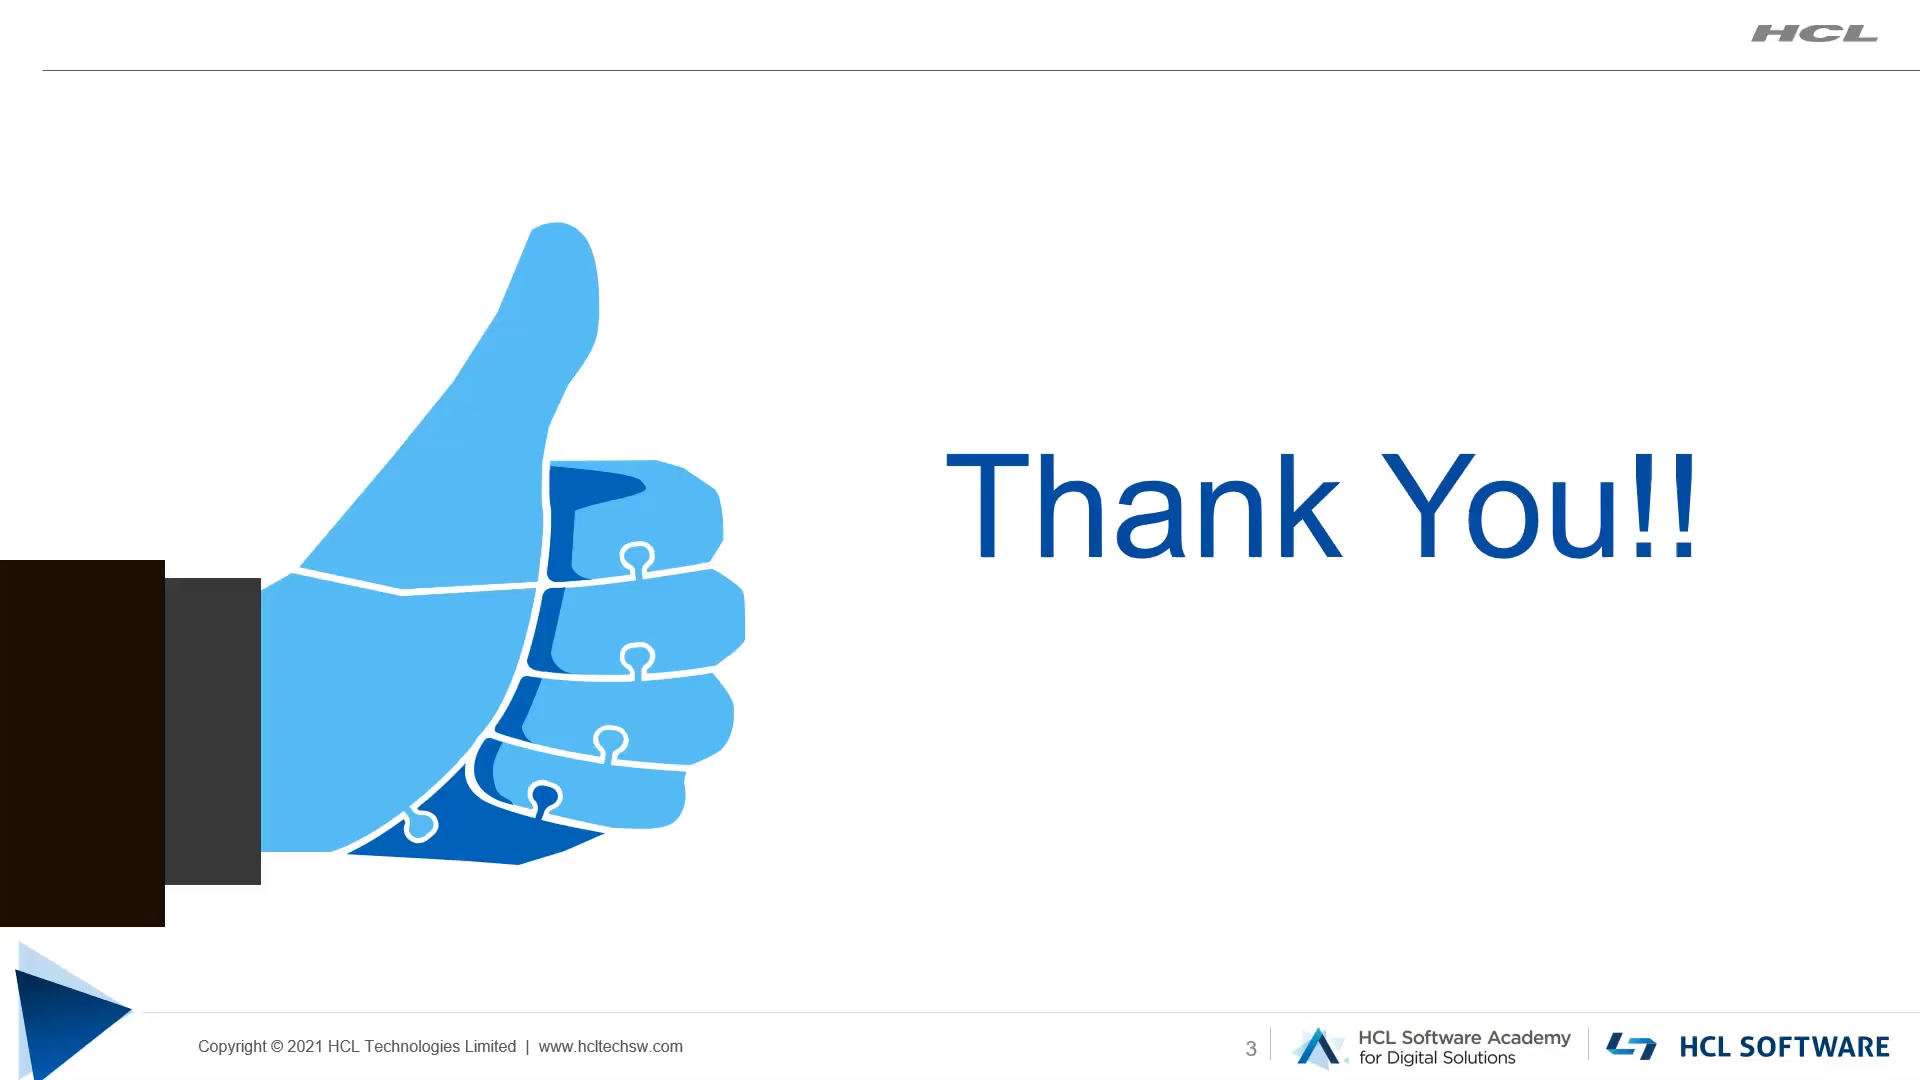 HCL
Thank You!!
Copyright © 2021 HCL Technologies Limited | www.hcltechsw.com
3
HCL Software Academy
for Digital Solutions
HCL SOFTWARE